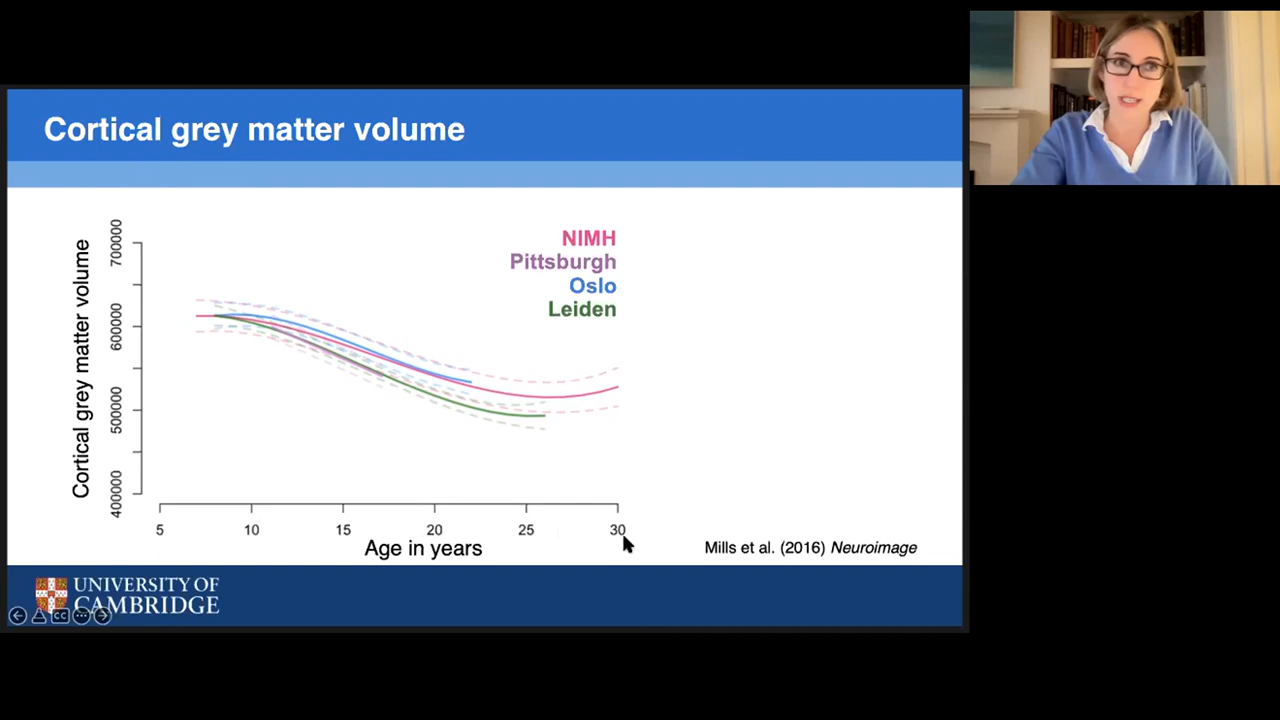 Cortical grey matter volume
NIMH
Pittsburgh
Oslo
Leiden
Cortical grey matter volume
700000
600000
500000
400000
5 10 15 20 25 30
Age in years
Mills et al. (2016) Neuroimage
UNIVERSITY OF
CAMBRIDGE
CC